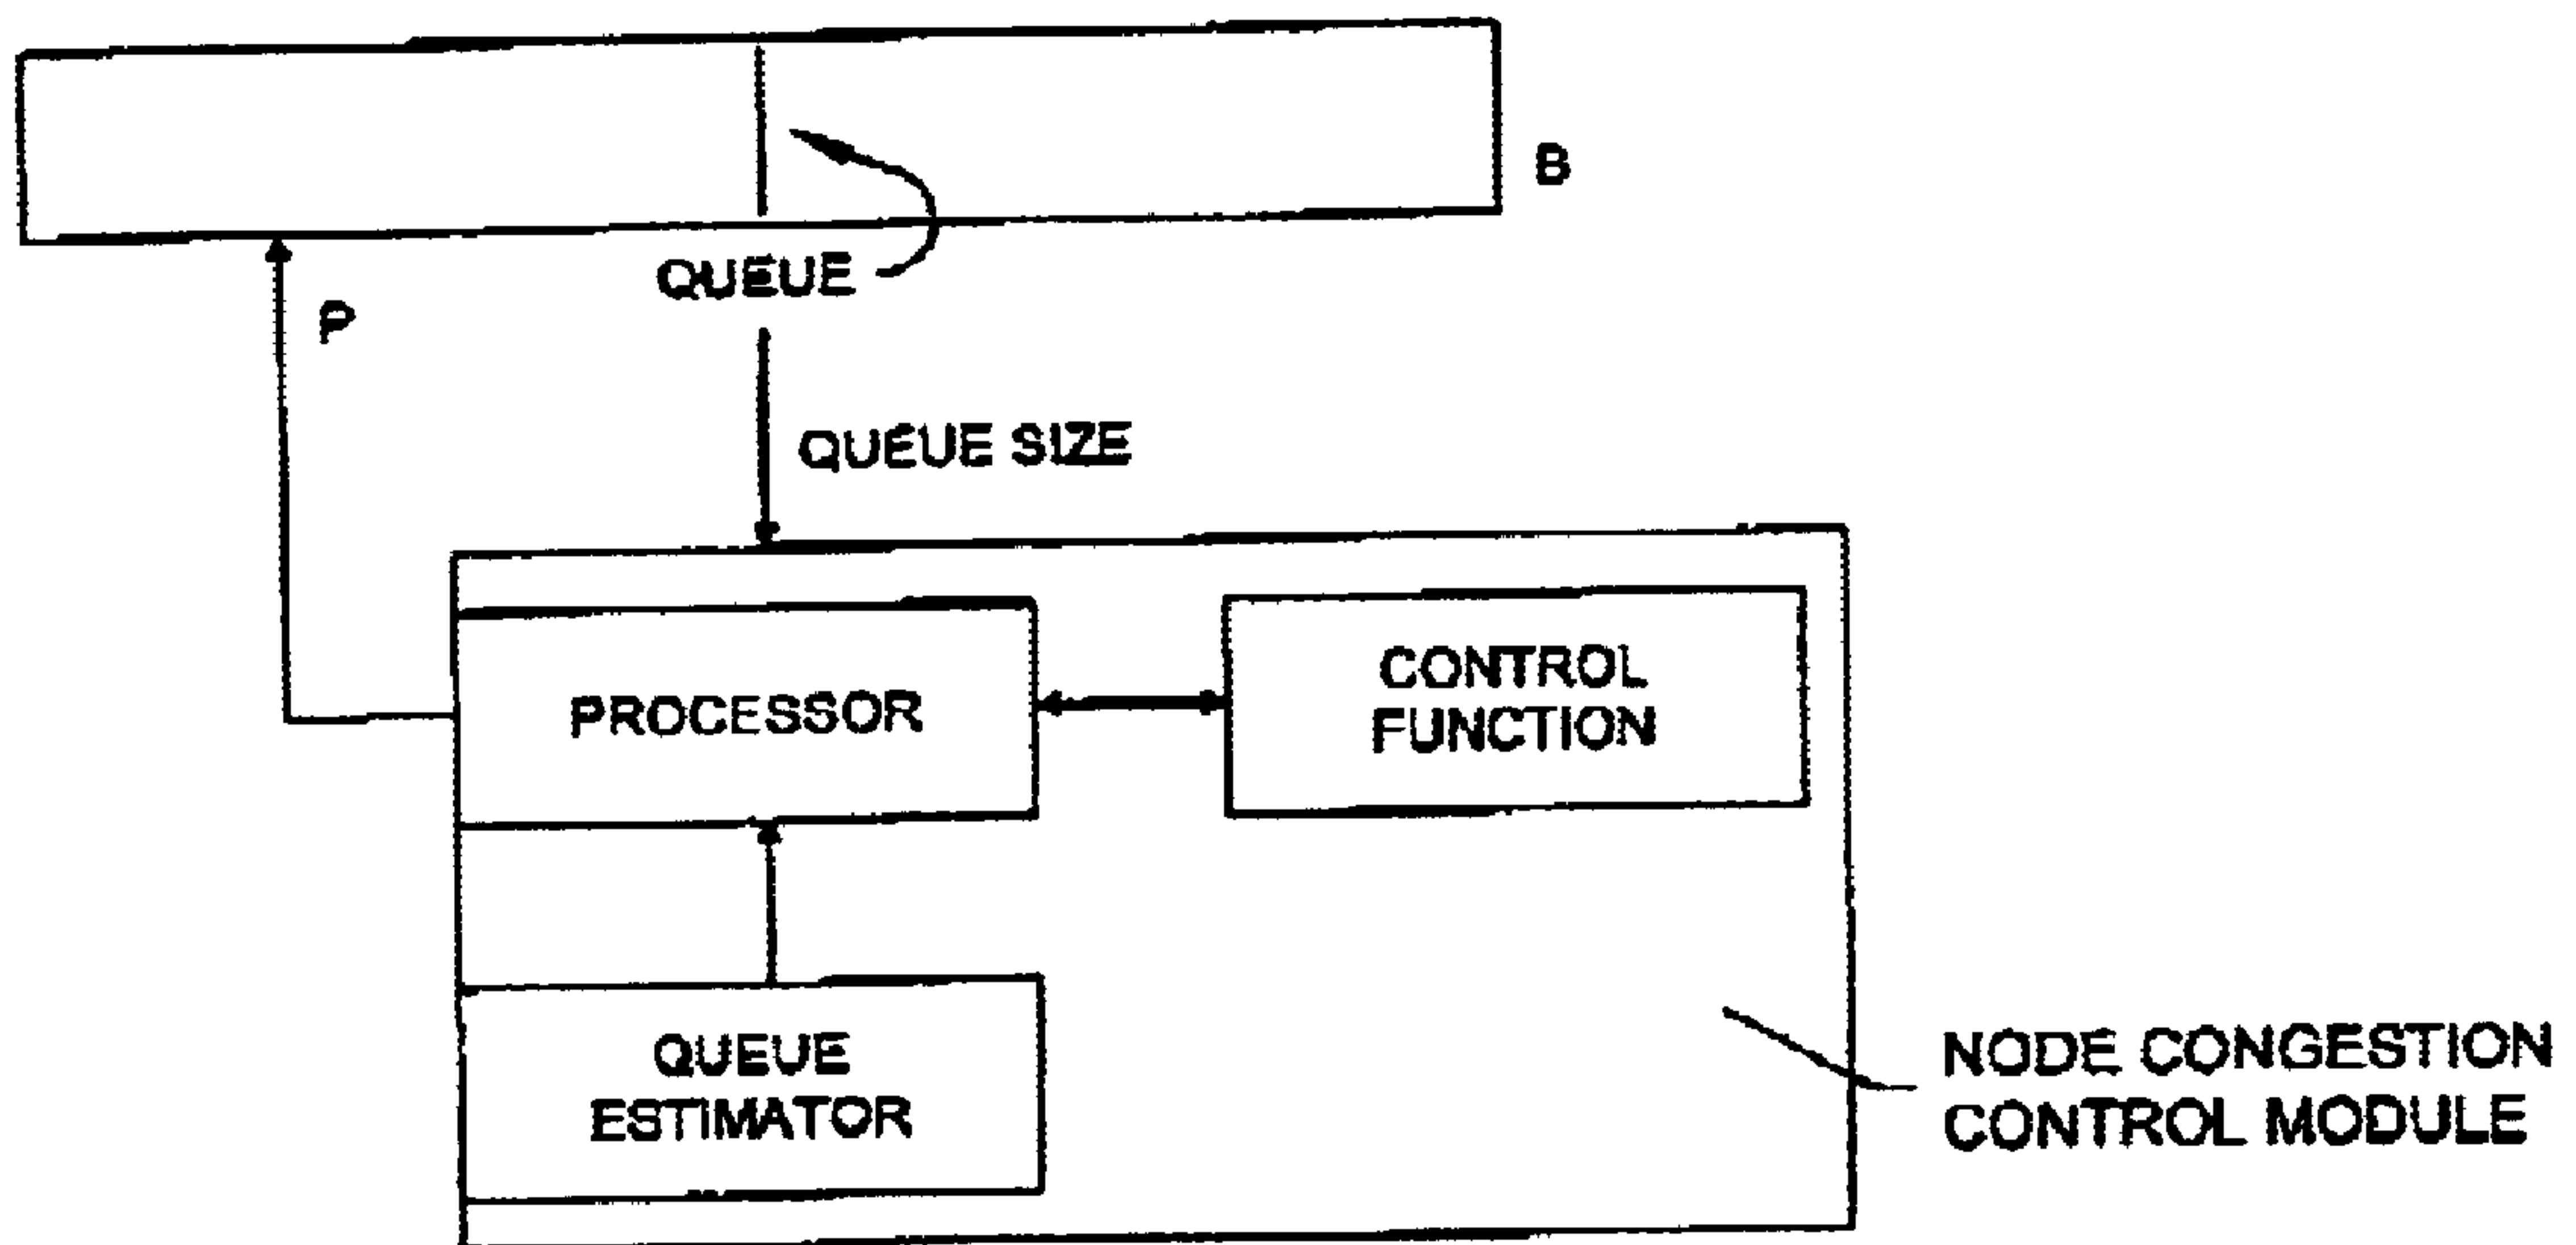 B
QUEUE
P
QUEUE SIZE
PROCESSOR
CONTROL
FUNCTION
QUEUE
ESTIMATOR
NODE CONGESTION
CONTROL MODULE